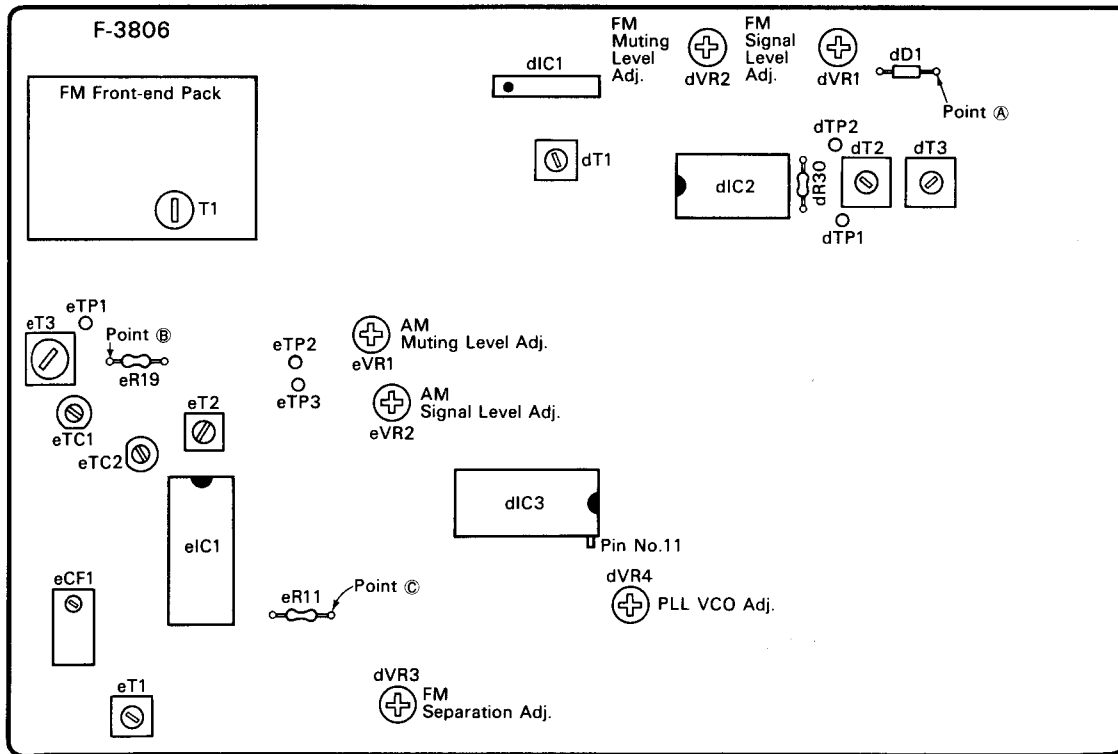 F-3806
FM Front-end Pack
T1
dIC1
dT1
FM
Muting
Level
Adj.
dVR2
FM
Signal
Level
Adj.
dVR1
dD1
Point Ⓐ
dTP2
dT2
dT3
dIC2
dR30
dTP1
eTP1
eT3
Point Ⓑ
eR19
eTP2
eTP3
AM
Muting Level Adj.
eVR1
AM
Signal Level Adj.
eVR2
eTC1
eT2
eTC2
eIC1
dIC3
Pin No.11
eCF1
eR11
Point Ⓒ
dVR4
PLL VCO Adj.
eT1
dVR3
FM
Separation Adj.